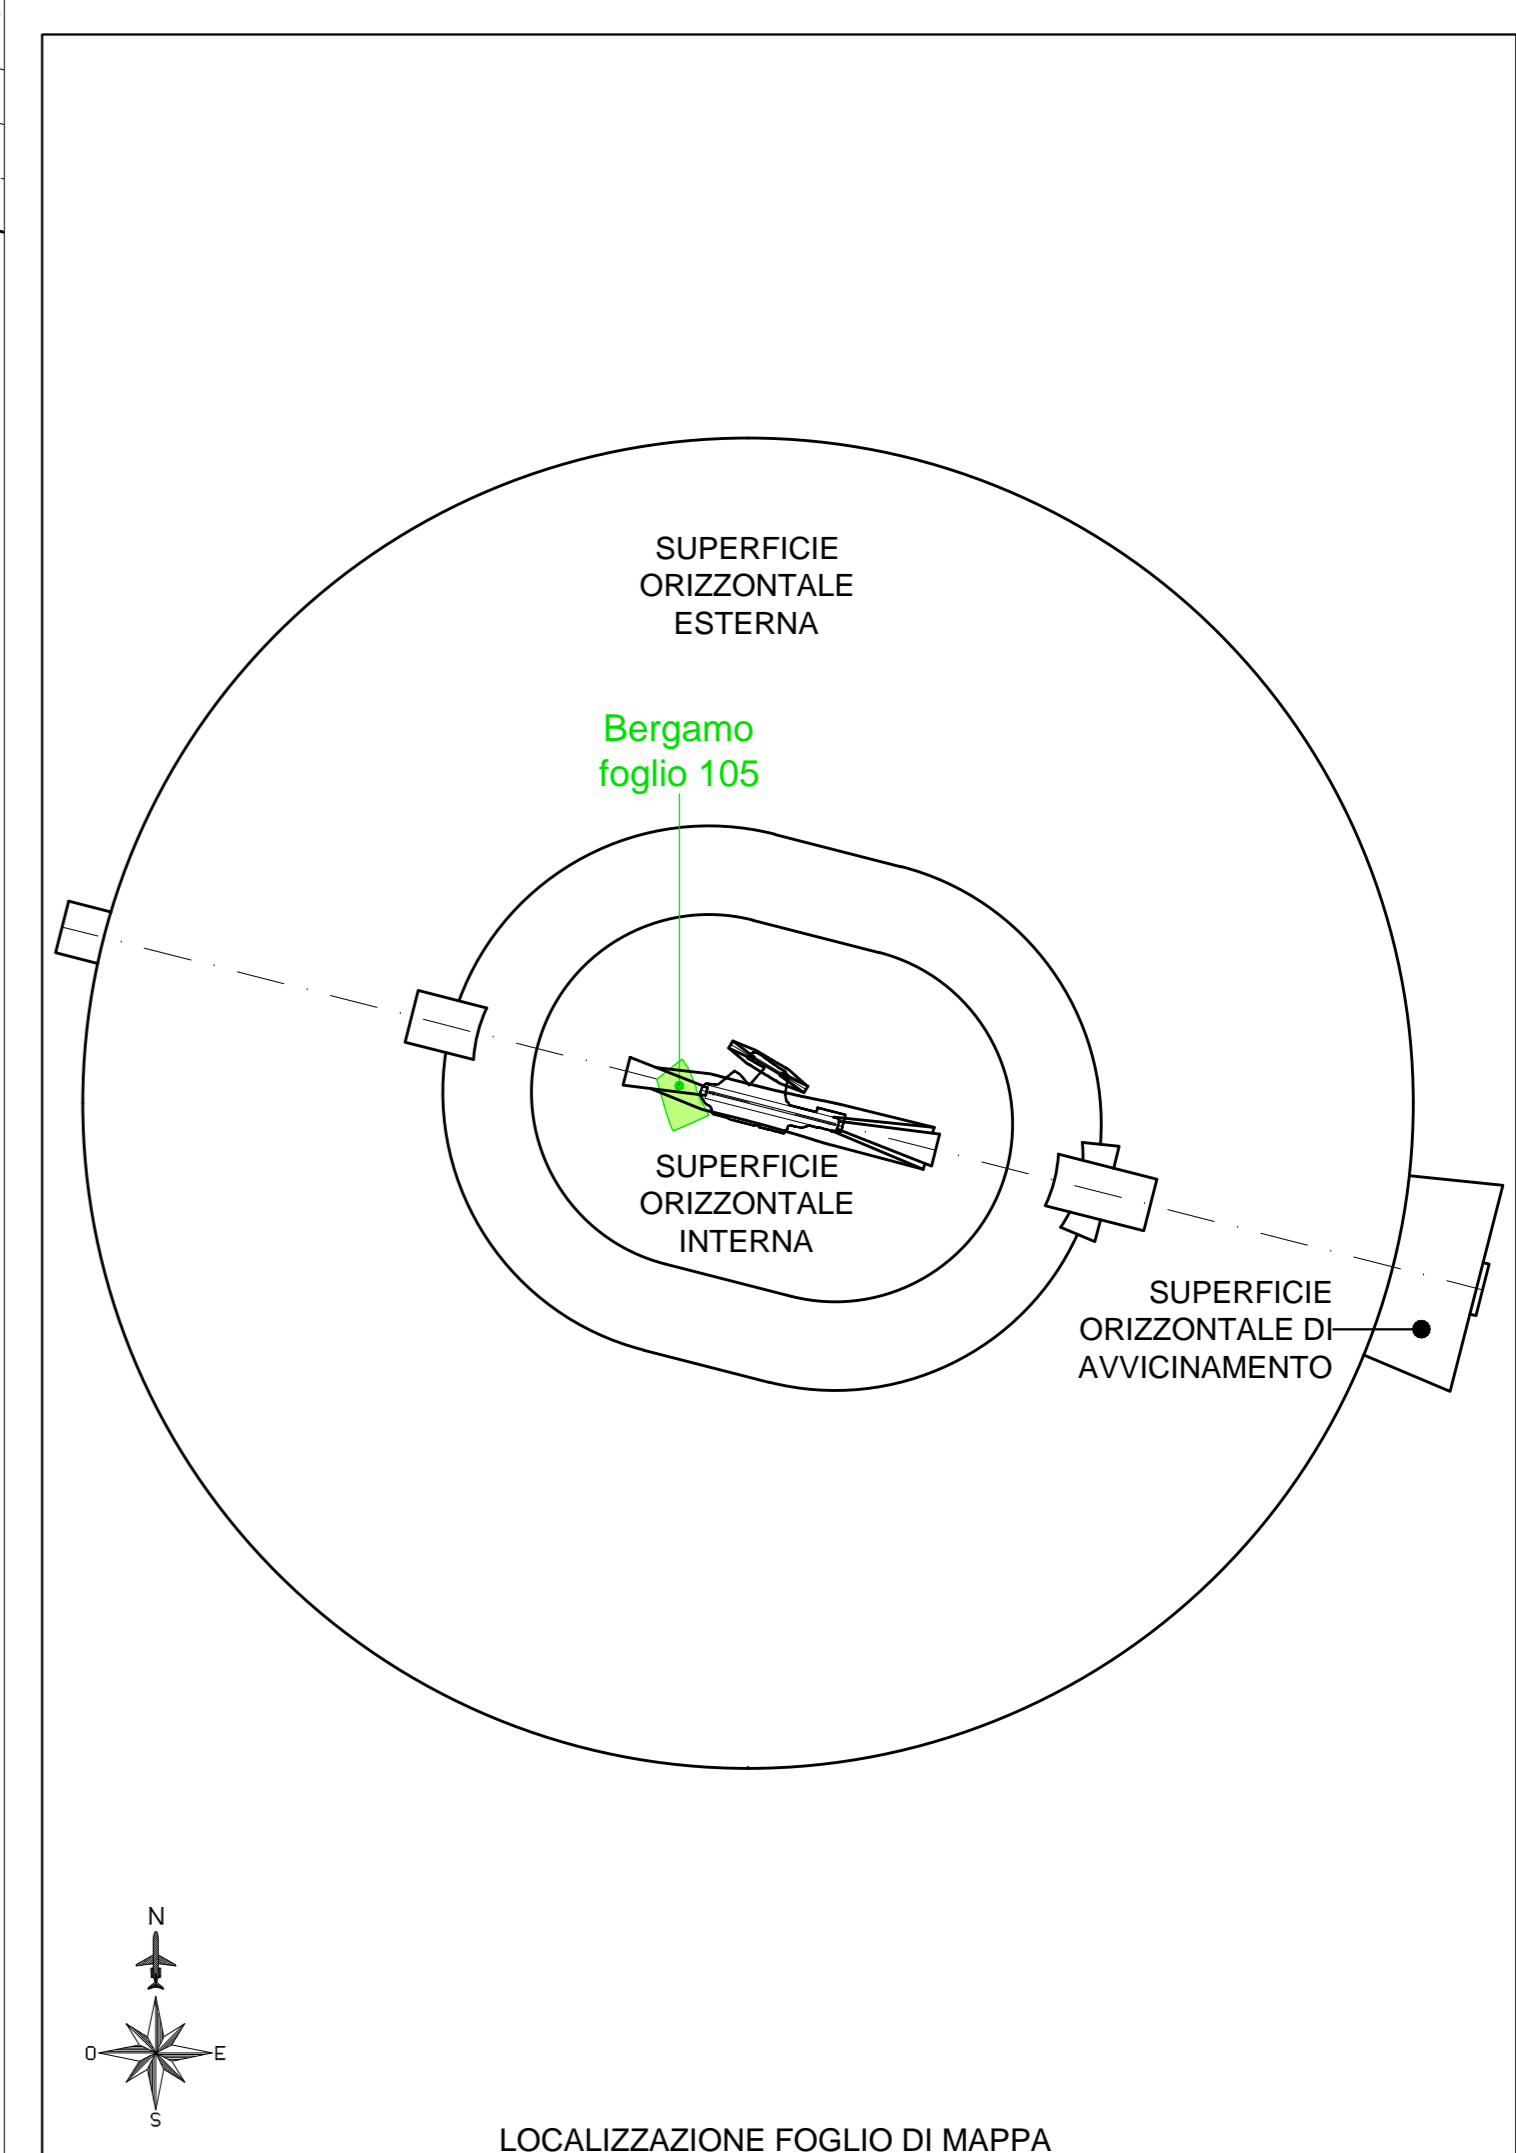 SUPERFICIE
ORIZZONTALE
ESTERNA
Bergamo
foglio 105
SUPERFICIE
ORIZZONTALE
INTERNA
SUPERFICIE
ORIZZONTALE DI
AVVICINAMENTO
N
O
E
S
LOCALIZZAZIONE FOGLIO DI MAPPA